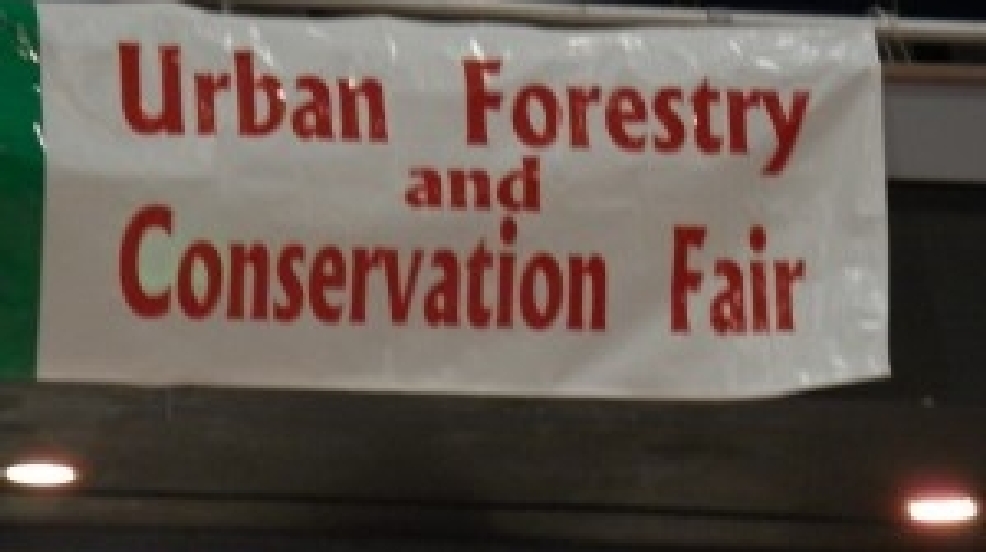 Urban Forestry
and
Conservation Fair